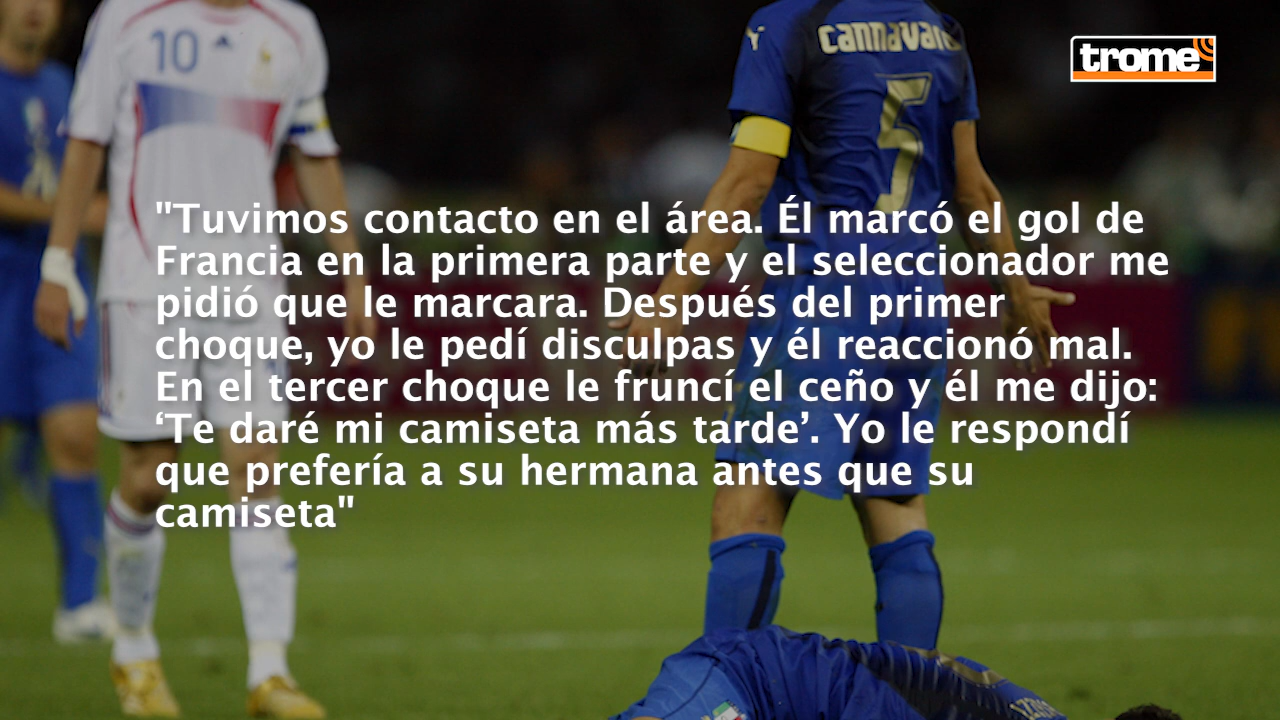 10
CANNAVARO
5
trome
"Tuvimos contacto en el área. Él marcó el gol de
Francia en la primera parte y el seleccionador me
pidió que le marcara. Después del primer
choque, yo le pedí disculpas y él reaccionó mal.
En el tercer choque le fruncí el ceño y él me dijo:
‘Te daré mi camiseta más tarde’. Yo le respondí
que prefería a su hermana antes que su
camiseta"